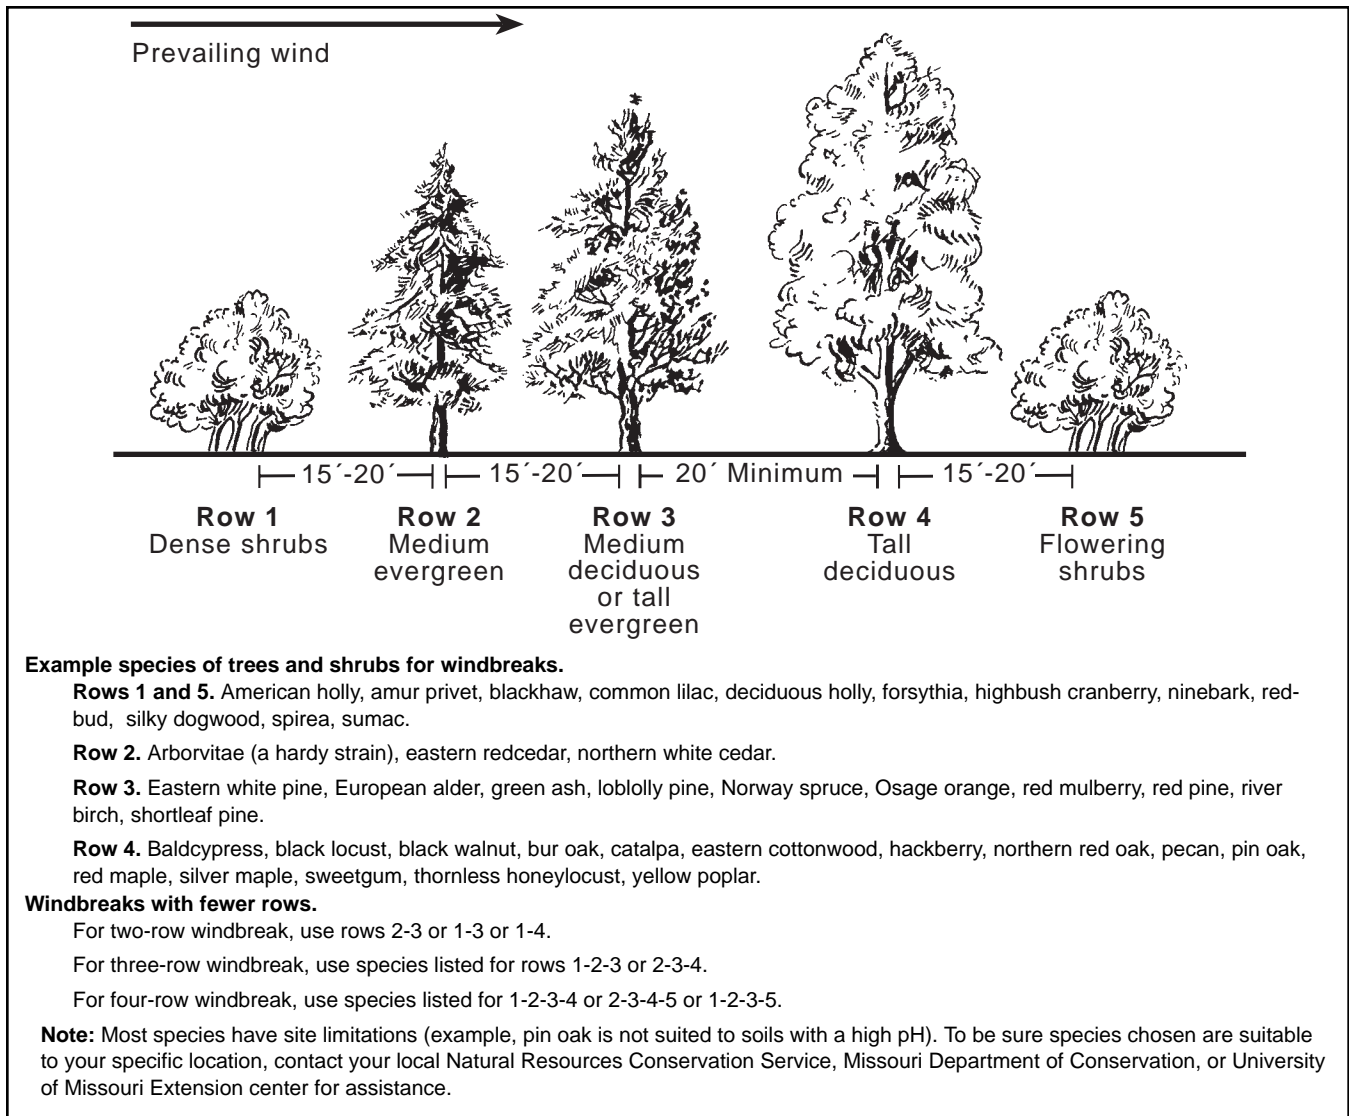 Prevailing wind
15´-20´ 15´-20´ 20´ Minimum 15´-20´
Row 1
Dense shrubs
Row 2
Medium
evergreen
Row 3
Medium
deciduous
or tall
evergreen
Row 4
Tall
deciduous
Row 5
Flowering
shrubs
Example species of trees and shrubs for windbreaks.
Rows 1 and 5. American holly, amur privet, blackhaw, common lilac, deciduous holly, forsythia, highbush cranberry, ninebark, red-
bud, silky dogwood, spirea, sumac.
Row 2. Arborvitae (a hardy strain), eastern redcedar, northern white cedar.
Row 3. Eastern white pine, European alder, green ash, loblolly pine, Norway spruce, Osage orange, red mulberry, red pine, river
birch, shortleaf pine.
Row 4. Baldcypress, black locust, black walnut, bur oak, catalpa, eastern cottonwood, hackberry, northern red oak, pecan, pin oak,
red maple, silver maple, sweetgum, thornless honeylocust, yellow poplar.
Windbreaks with fewer rows.
For two-row windbreak, use rows 2-3 or 1-3 or 1-4.
For three-row windbreak, use species listed for rows 1-2-3 or 2-3-4.
For four-row windbreak, use species listed for 1-2-3-4 or 2-3-4-5 or 1-2-3-5.
Note: Most species have site limitations (example, pin oak is not suited to soils with a high pH). To be sure species chosen are suitable
to your specific location, contact your local Natural Resources Conservation Service, Missouri Department of Conservation, or University
of Missouri Extension center for assistance.